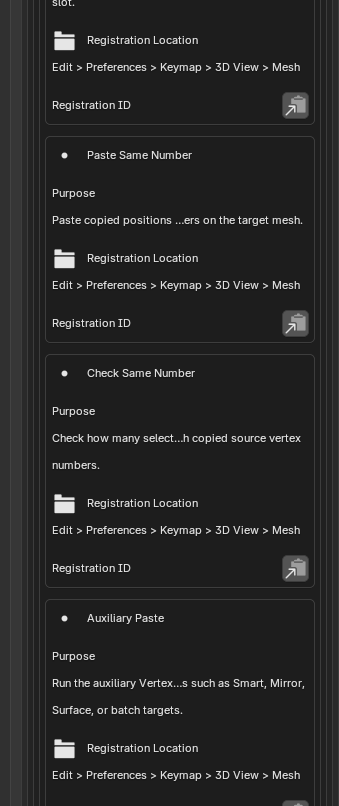 slot.
Registration Location
Edit > Preferences > Keymap > 3D View > Mesh
Registration ID
Paste Same Number
Purpose
Paste copied positions ...ers on the target mesh.
Registration Location
Edit > Preferences > Keymap > 3D View > Mesh
Registration ID
Check Same Number
Purpose
Check how many select...h copied source vertex
numbers.
Registration Location
Edit > Preferences > Keymap > 3D View > Mesh
Registration ID
Auxiliary Paste
Purpose
Run the auxiliary Vertex...s such as Smart, Mirror,
Surface, or batch targets.
Registration Location
Edit > Preferences > Keymap > 3D View > Mesh